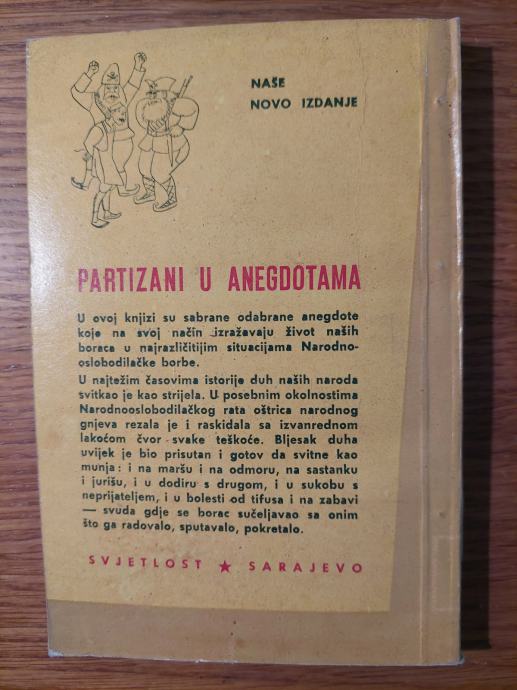 NAŠE
NOVO IZDANJE
PARTIZANI U ANEGDOTAMA
U ovoj knjizi su sabrane odabrane anegdote
koje na svoj način izražavaju život naših
boraca u najrazličitijim situacijama Narodno-
oslobodilačke borbe.
U najtežim časovima istorije duh naših naroda
svitkao je kao strijela. U posebnim okolnostima
Narodnooslobodilačkog rata oštrica narodnog
gnjeva rezala je i raskidala sa izvanrednom
lakoćom čvor svake teškoće. Bljesak duha
uvijek je bio prisutan i gotov da svitne kao
munja: i na maršu i na odmoru, na sastanku
i jurišu, i u dodiru s drugom, i u sukobu s
neprijateljem, i u bolesti od tifusa i na zabavi
— svuda gdje se borac sučeljavao sa onim
što ga radovalo, sputavalo, pokretalo.
SVJETLOST ★ SARAJEVO